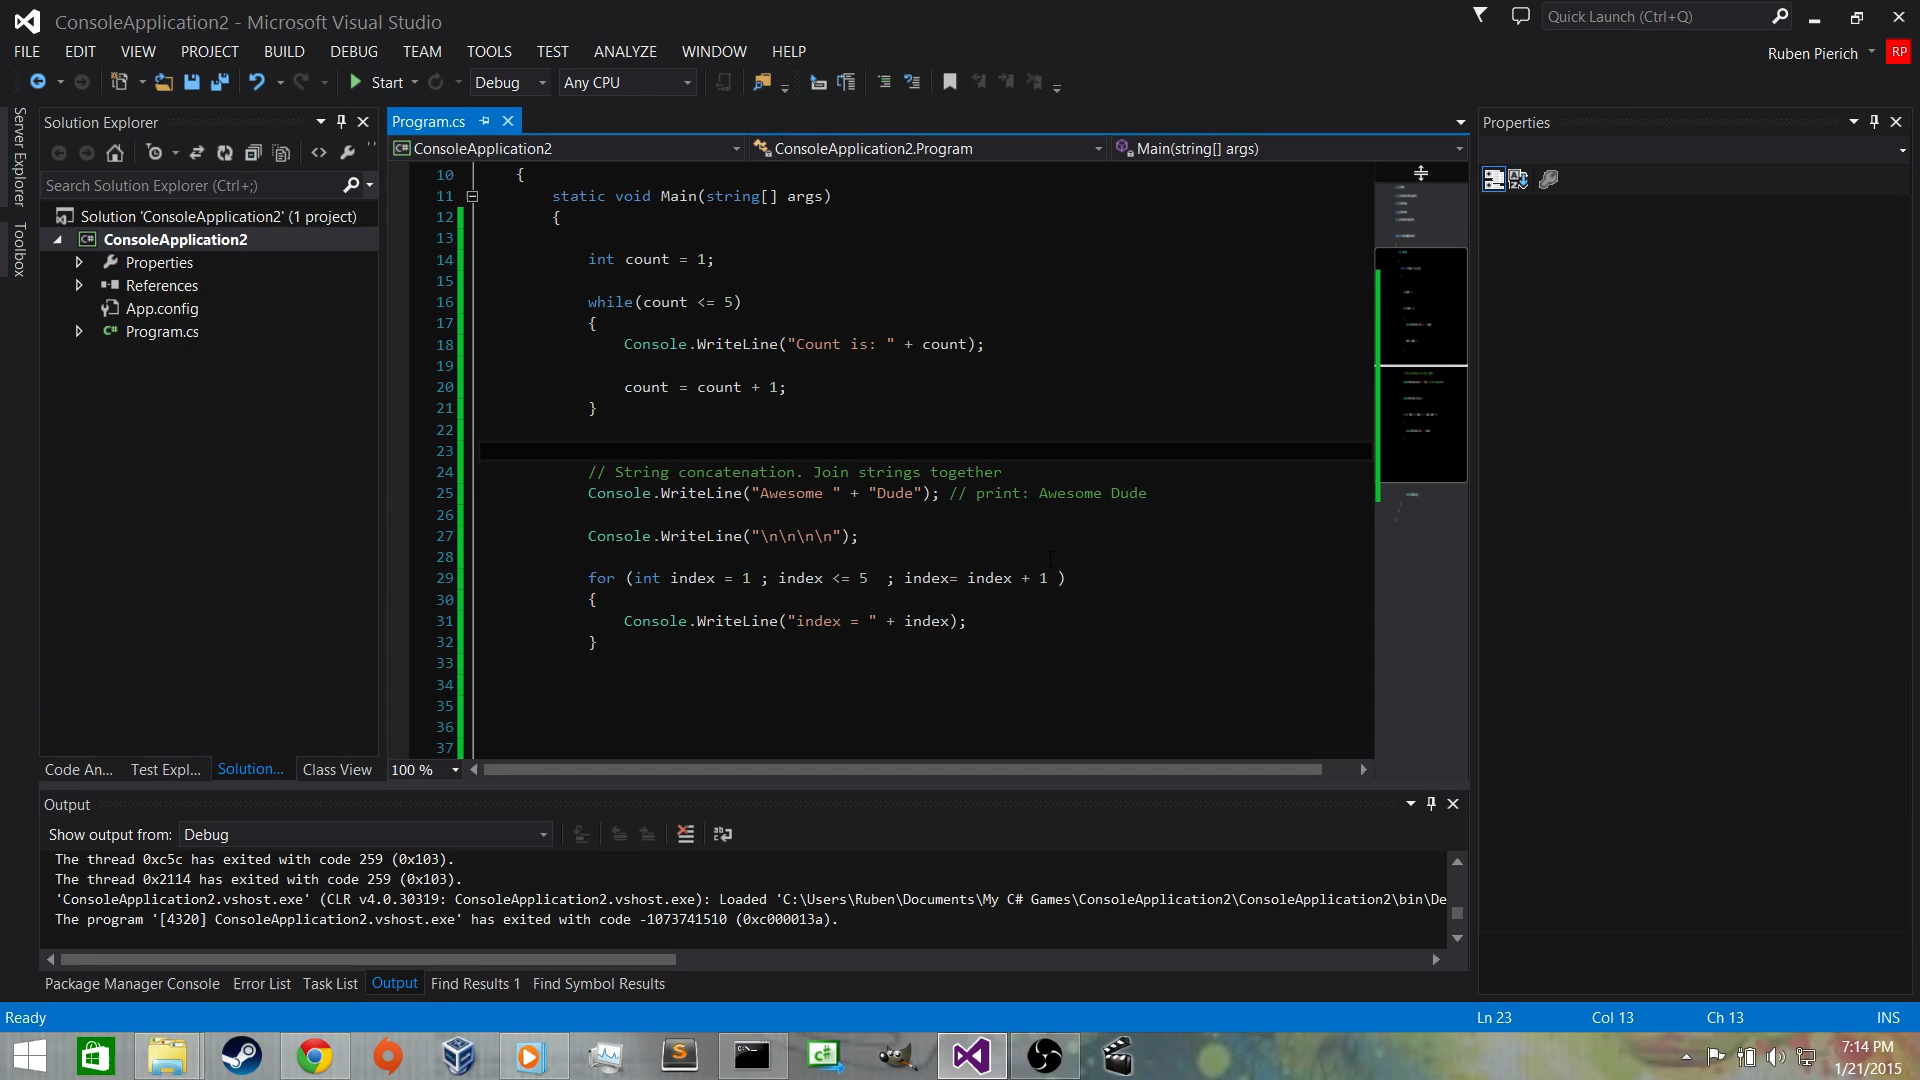 ConsoleApplication2 - Microsoft Visual Studio
Quick Launch (Ctrl+Q)
FILE EDIT VIEW PROJECT BUILD DEBUG TEAM TOOLS TEST ANALYZE WINDOW HELP
Ruben Pierich RP
Start Debug Any CPU
Server Explorer
Toolbox
Solution Explorer
Search Solution Explorer (Ctrl+;)
Solution 'ConsoleApplication2' (1 project)
ConsoleApplication2
Properties
References
App.config
Program.cs
Code An... Test Expl... Solution... Class View
Program.cs
ConsoleApplication2 ConsoleApplication2.Program Main(string[] args)
10 {
11 static void Main(string[] args)
12 {
13
14 int count = 1;
15
16 while(count <= 5)
17 {
18 Console.WriteLine("Count is: " + count);
19
20 count = count + 1;
21 }
22
23
24 // String concatenation. Join strings together
25 Console.WriteLine("Awesome " + "Dude"); // print: Awesome Dude
26
27 Console.WriteLine("\n\n\n\n");
28
29 for (int index = 1 ; index <= 5  ; index= index + 1 )
30 {
31 Console.WriteLine("index = " + index);
32 }
33
34
35
36
37
100 %
Properties
Output
Show output from: Debug
The thread 0xc5c has exited with code 259 (0x103).
The thread 0x2114 has exited with code 259 (0x103).
'ConsoleApplication2.vshost.exe' (CLR v4.0.30319: ConsoleApplication2.vshost.exe): Loaded 'C:\Users\Ruben\Documents\My C# Games\ConsoleApplication2\ConsoleApplication2\bin\De
The program '[4320] ConsoleApplication2.vshost.exe' has exited with code -1073741510 (0xc000013a).
Package Manager Console Error List Task List Output Find Results 1 Find Symbol Results
Ready Ln 23 Col 13 Ch 13 INS
7:14 PM
1/21/2015